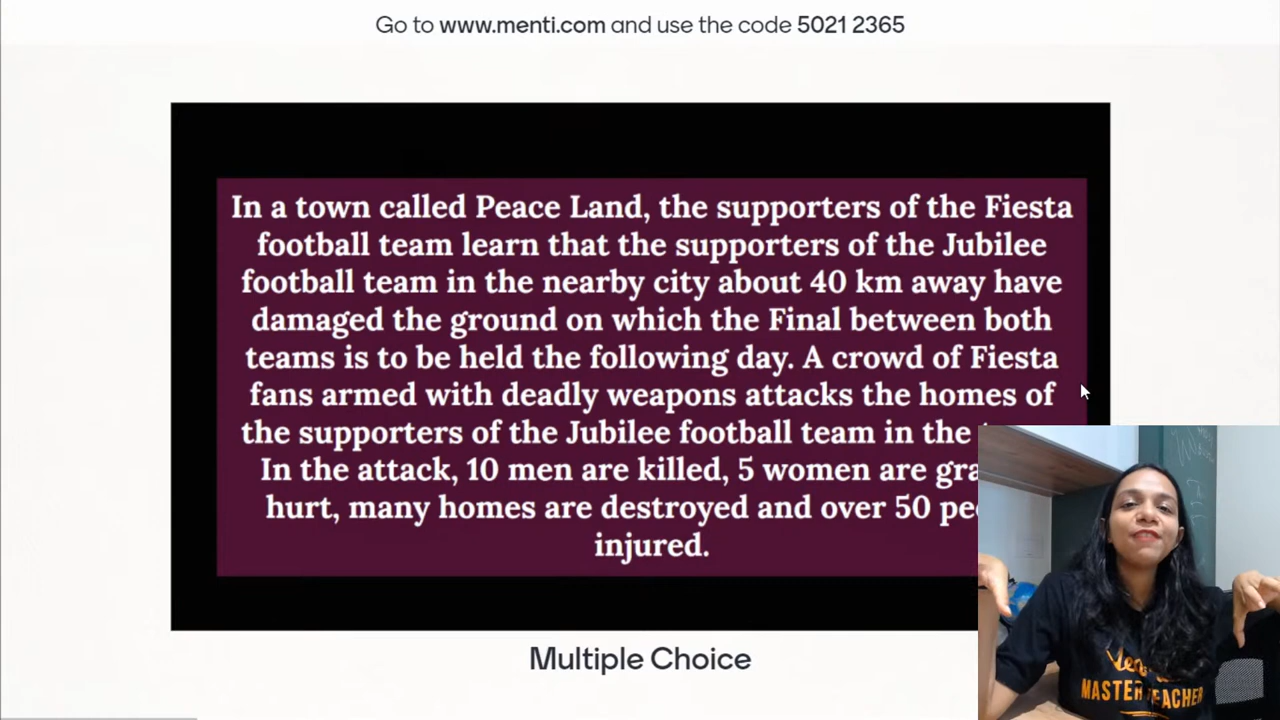 Go to www.menti.com and use the code 5021 2365
In a town called Peace Land, the supporters of the Fiesta
football team learn that the supporters of the Jubilee
football team in the nearby city about 40 km away have
damaged the ground on which the Final between both
teams is to be held the following day. A crowd of Fiesta
fans armed with deadly weapons attacks the homes of
the supporters of the Jubilee football team in the
In the attack, 10 men are killed, 5 women are
hurt, many homes are destroyed and over 50
injured.
Multiple Choice
MASTER TEACHER